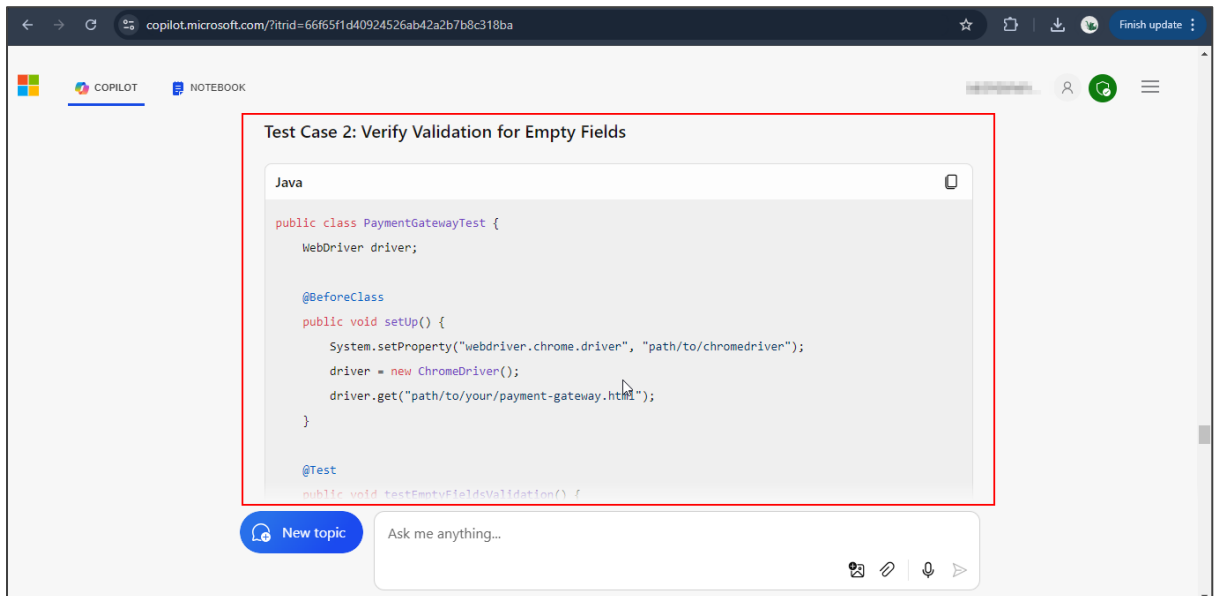 copilot.microsoft.com/?itrid=66f65f1d40924526ab42a2b7b8c318ba
Finish update
COPILOT
NOTEBOOK
Test Case 2: Verify Validation for Empty Fields
Java
public class PaymentGatewayTest {
WebDriver driver;
@BeforeClass
public void setUp() {
System.setProperty("webdriver.chrome.driver", "path/to/chromedriver");
driver = new ChromeDriver();
driver.get("path/to/your/payment-gateway.html");
}
@Test
public void testEmptyFieldsValidation() {
New topic
Ask me anything...